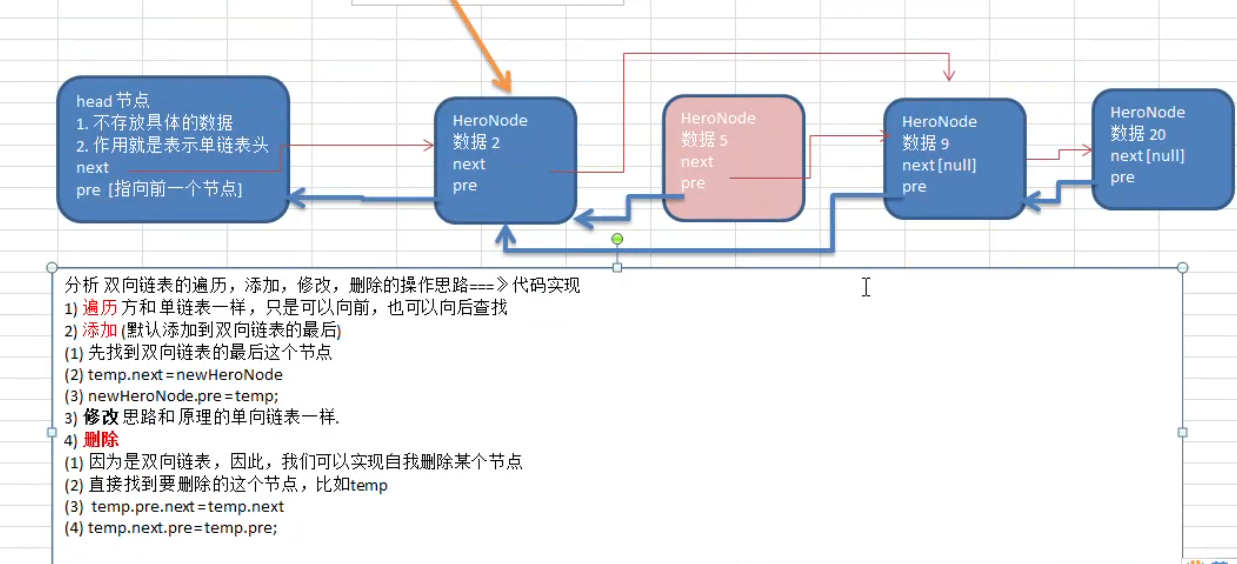 head 节点
1. 不存放具体的数据
2. 作用就是表示单链表头
next
pre [指向前一个节点]
HeroNode
数据 2
next
pre
HeroNode
数据 5
next
pre
HeroNode
数据 9
next [null]
pre
HeroNode
数据 20
next [null]
pre
分析 双向链表的遍历，添加，修改，删除的操作思路===》代码实现
1) 遍历 方和 单链表一样，只是可以向前，也可以向后查找
2) 添加 (默认添加到双向链表的最后)
(1) 先找到双向链表的最后这个节点
(2) temp.next = newHeroNode
(3) newHeroNode.pre = temp;
3) 修改 思路和 原理的单向链表一样.
4) 删除
(1) 因为是双向链表，因此，我们可以实现自我删除某个节点
(2) 直接找到要删除的这个节点，比如temp
(3) temp.pre.next = temp.next
(4) temp.next.pre = temp.pre;